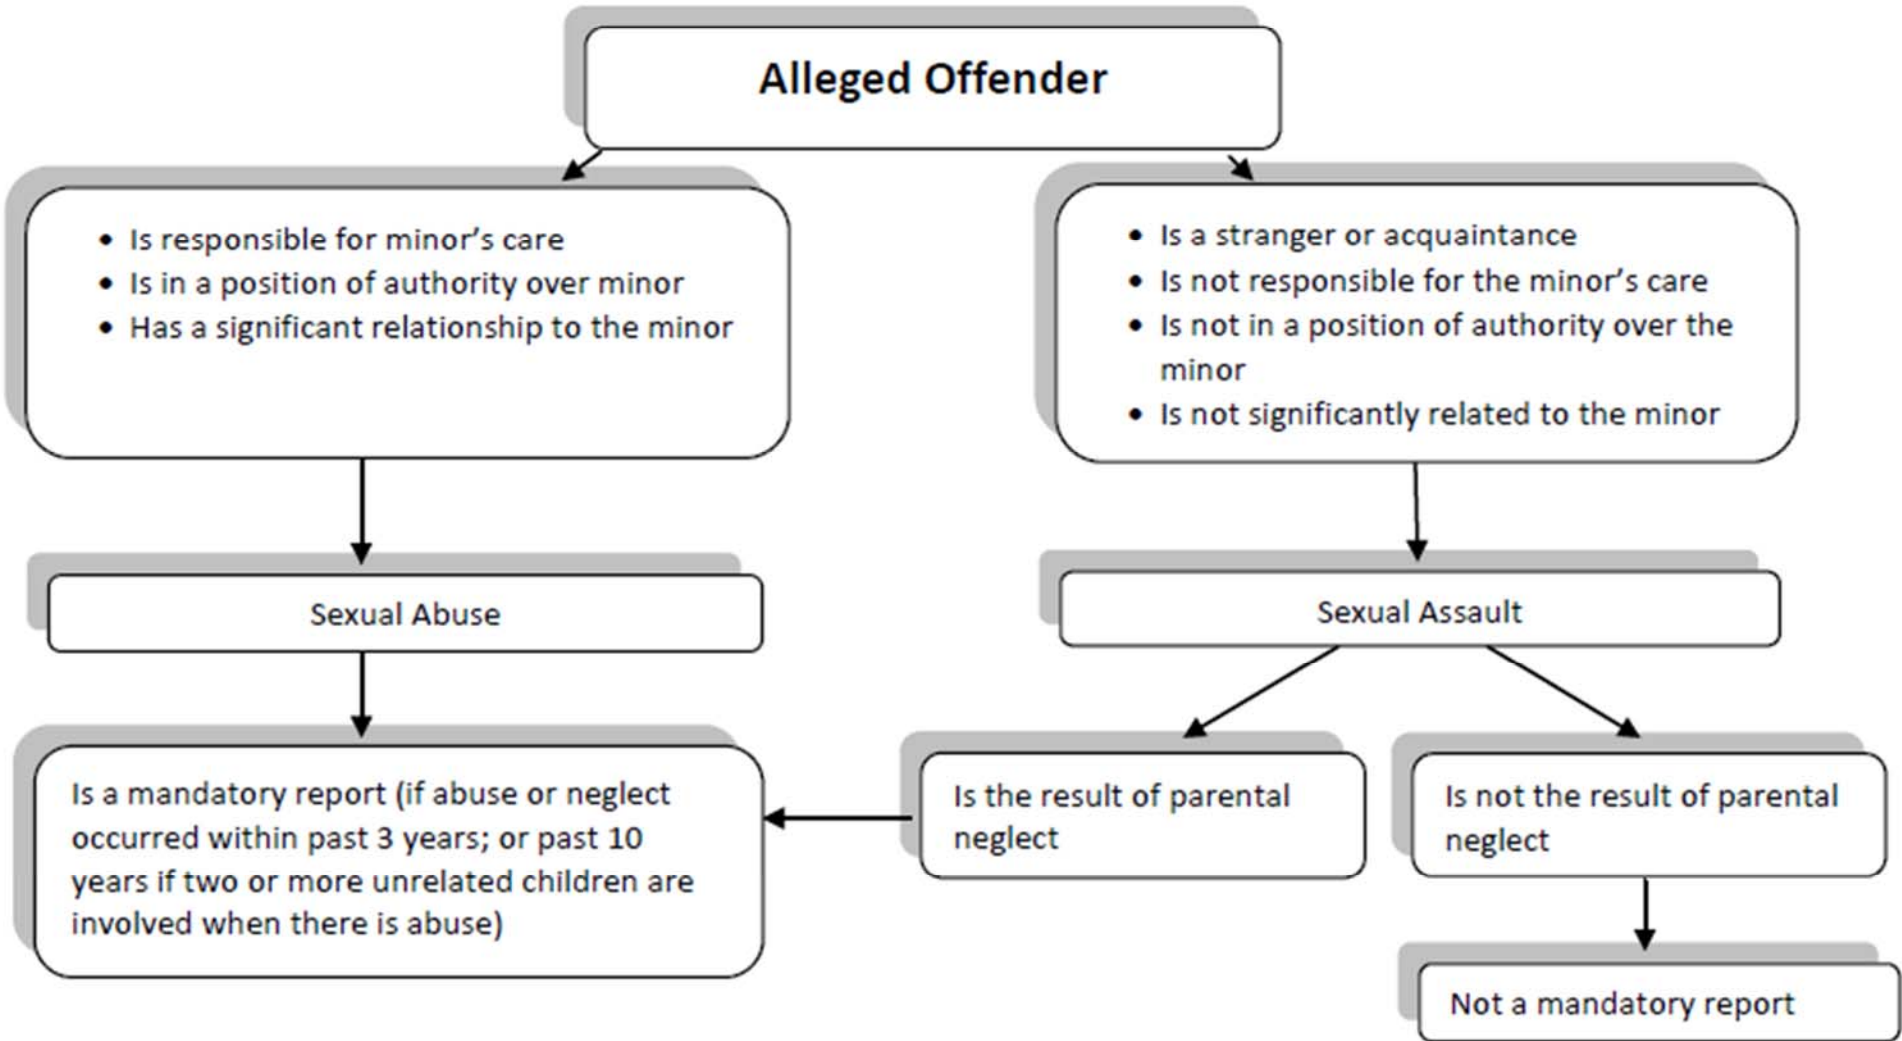 Alleged Offender
• Is responsible for minor's care
• Is in a position of authority over minor
• Has a significant relationship to the minor
• Is a stranger or acquaintance
• Is not responsible for the minor's care
• Is not in a position of authority over the
minor
• Is not significantly related to the minor
Sexual Abuse
Sexual Assault
Is a mandatory report (if abuse or neglect
occurred within past 3 years; or past 10
years if two or more unrelated children are
involved when there is abuse)
Is the result of parental
neglect
Is not the result of parental
neglect
Not a mandatory report